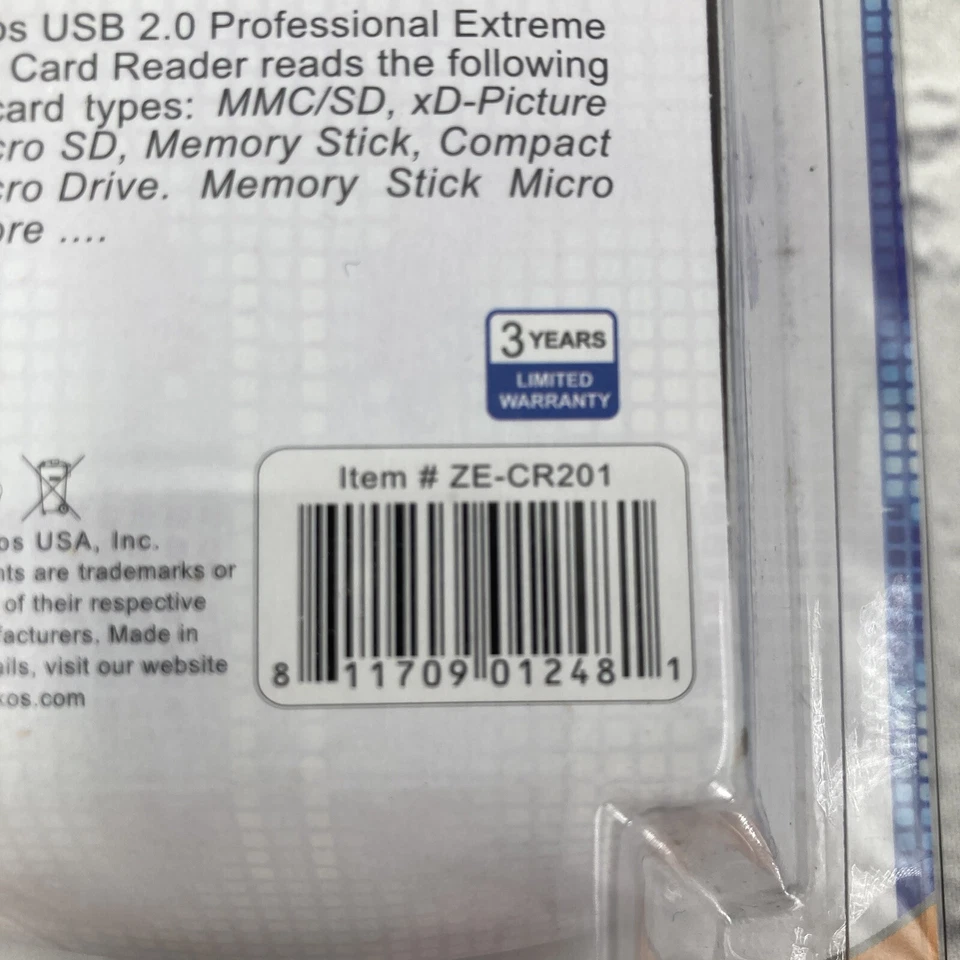 os USB 2.0 Professional Extreme
Card Reader reads the following
card types: MMC/SD, xD-Picture
cro SD, Memory Stick, Compact
cro Drive. Memory Stick Micro
ore ....
3 YEARS
LIMITED
WARRANTY
Item # ZE-CR201
8 11709 01248 1
os USA, Inc.
nts are trademarks or
of their respective
facturers. Made in
ails, visit our website
kos.com